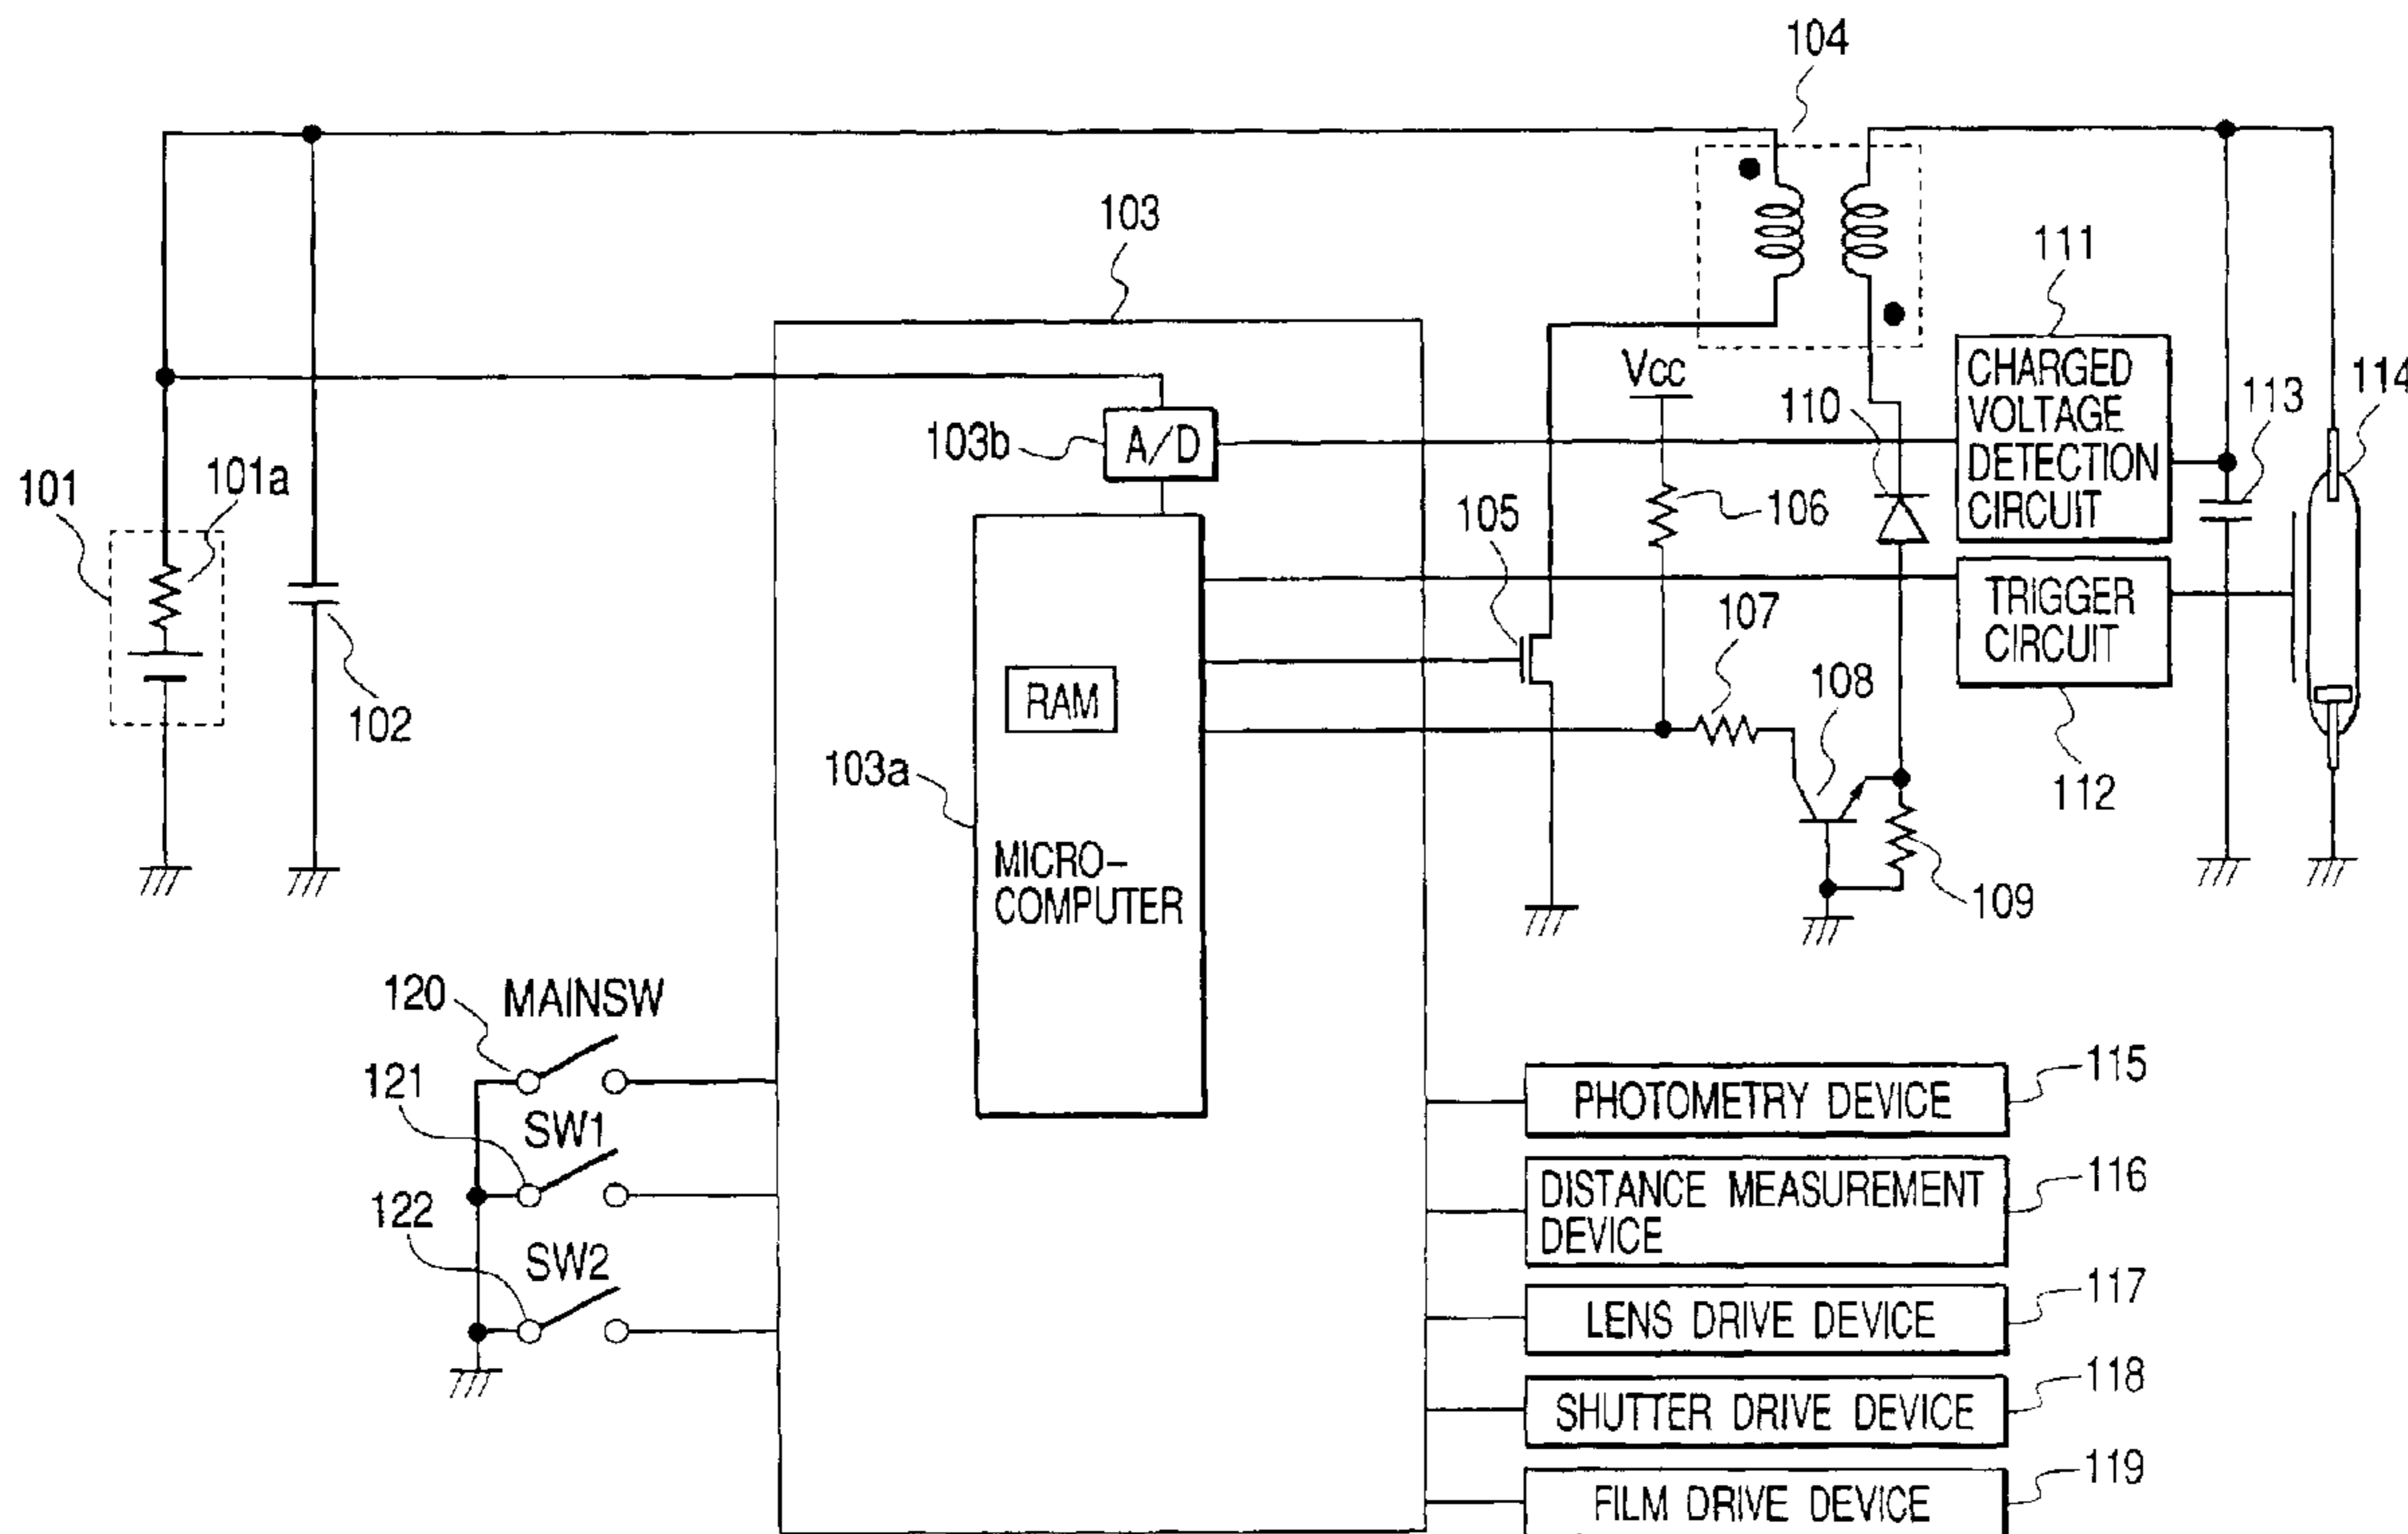 104
103
111
CHARGED
VOLTAGE
DETECTION
CIRCUIT
Vcc
110
113
114
103b
A/D
101
101a
105
106
TRIGGER
CIRCUIT
107
108
RAM
102
103a
112
MICRO-
COMPUTER
109
120
MAINSW
121
SW1
122
SW2
PHOTOMETRY DEVICE
115
DISTANCE MEASUREMENT
DEVICE
116
LENS DRIVE DEVICE
117
SHUTTER DRIVE DEVICE
118
FILM DRIVE DEVICE
119